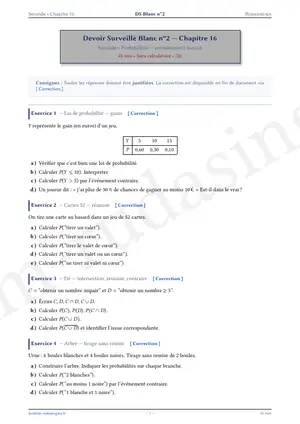 Seconde • Chapitre 16
DS Blanc n°2
Probabilités
Devoir Surveillé Blanc n°2 — Chapitre 16
Seconde • Probabilités —
Sans calculatrice • /20
Consignes : Toutes les réponses doivent être justifiées. La correction est disponible en fin de document via
[ Correction ].
Exercice 1 — Loi de probabilité — gains [ Correction ]
Y représente le gain (en euros) d'un jeu.
Y 5 10 15
P 0,60 0,30 0,10
a ) Vérifier que c'est bien une loi de probabilité.
b ) Calculer P(Y ⩽ 10). Interpréter.
c ) Calculer P(Y > 5) par l'événement contraire.
d ) Un joueur dit : « j'ai plus de 30 % de chances de gagner au moins 10 € ». Est-il dans le vrai ?
Exercice 2 — Cartes 52 — réunion [ Correction ]
On tire une carte au hasard dans un jeu de 52 cartes.
a ) Calculer P("tirer un valet").
b ) Calculer P("tirer un cœur").
c ) Calculer P("tirer le valet de cœur").
d ) Calculer P("tirer un valet ou un cœur").
e ) Calculer P("ne tirer ni valet ni cœur")
Exercice 3 — Dé — intersection_reunion_contraire [ Correction ]
C = "obtenir un nombre impair" et D = "obtenir un nombre ≥ 3".
a ) Écrire C, D, C ∩ D, C ∪ D.
b ) Calculer P(C), P(D), P(C ∩ D).
c ) Calculer P(C ∪ D).
d ) Calculer P(C ∪ D) et identifier l'issue correspondante.
Exercice 4 — Arbre — tirage sans remise [ Correction ]
Urne : 6 boules blanches et 4 boules noires. Tirage sans remise de 2 boules.
a ) Construire l'arbre. Indiquer les probabilités sur chaque branche.
b ) Calculer P("2 blanches").
c ) Calculer P("au moins 1 noire") par l'événement contraire.
d ) Calculer P("1 blanche et 1 noire").
— 1 —